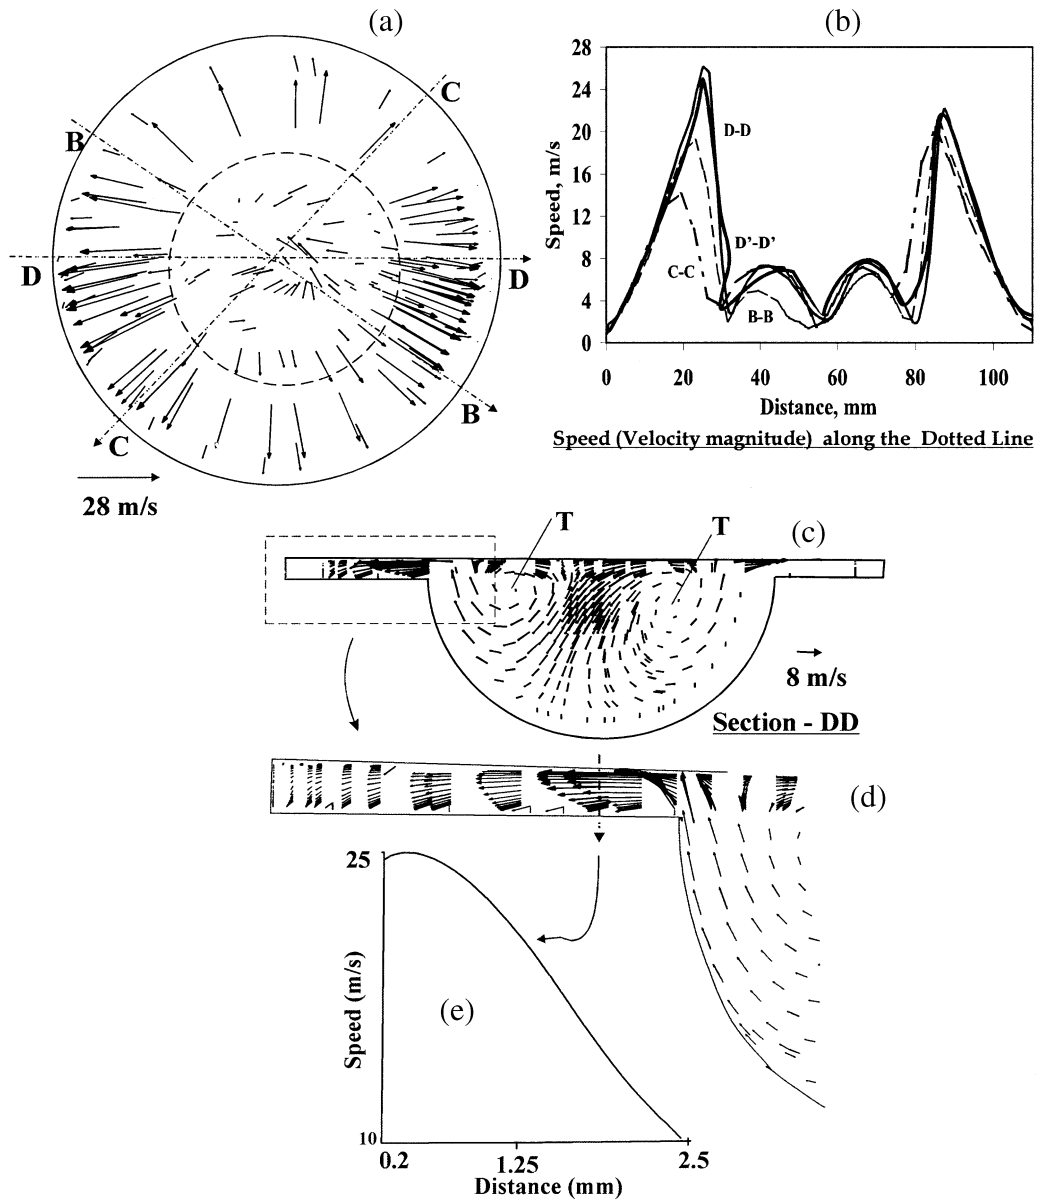 (a)
B
C
D
D
B
C
28 m/s
(b)
28
24
20
16
12
8
4
0
Speed, m/s
D-D
D'-D'
C-C
B-B
0 20 40 60 80 100
Distance, mm
Speed (Velocity magnitude) along the Dotted Line
T
T
(c)
8 m/s
Section - DD
(d)
25
10
Speed (m/s)
(e)
0.2 1.25 2.5
Distance (mm)